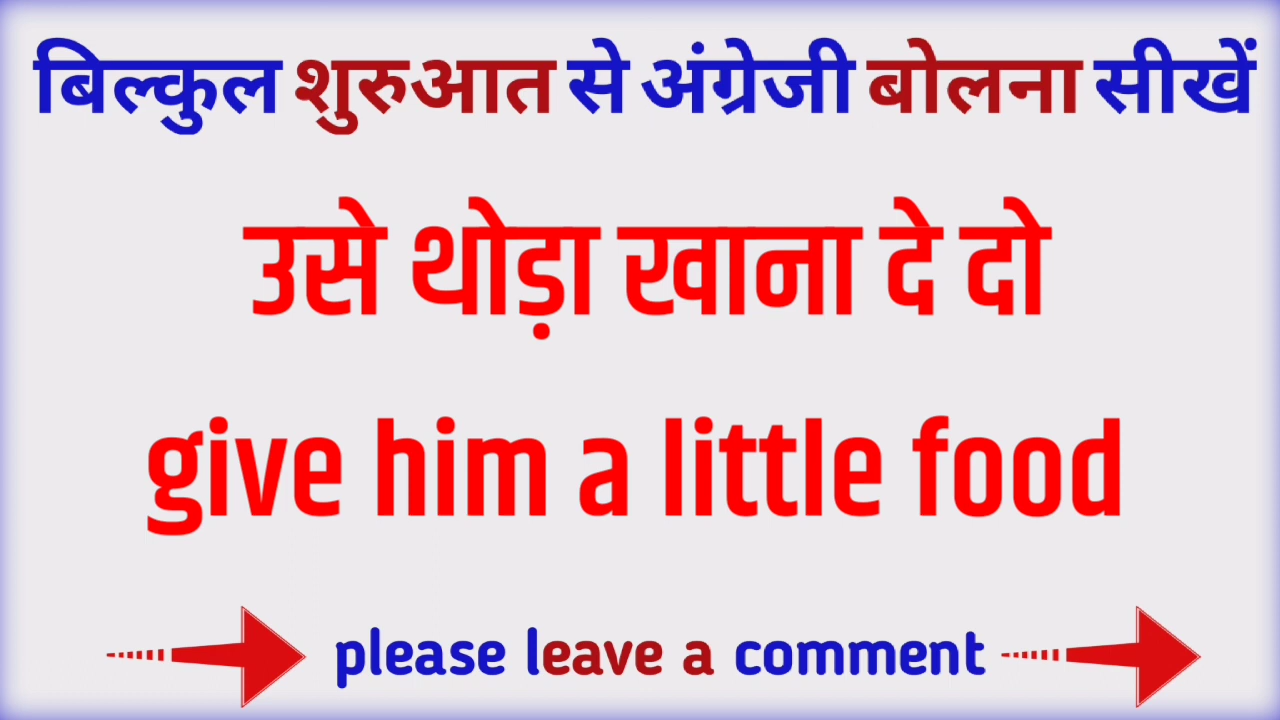 बिल्कुल शुरुआत से अंग्रेजी बोलना सीखें
उसे थोड़ा खाना दे दो
give him a little food
please leave a comment